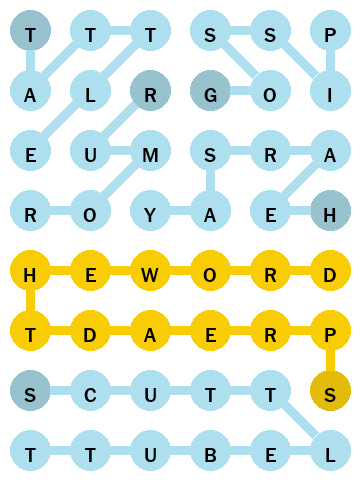 T T T S S P
A L R G O I
E U M S R A
R O Y A E H
H E W O R D
T D A E R P
S C U T T S
T T U B E L